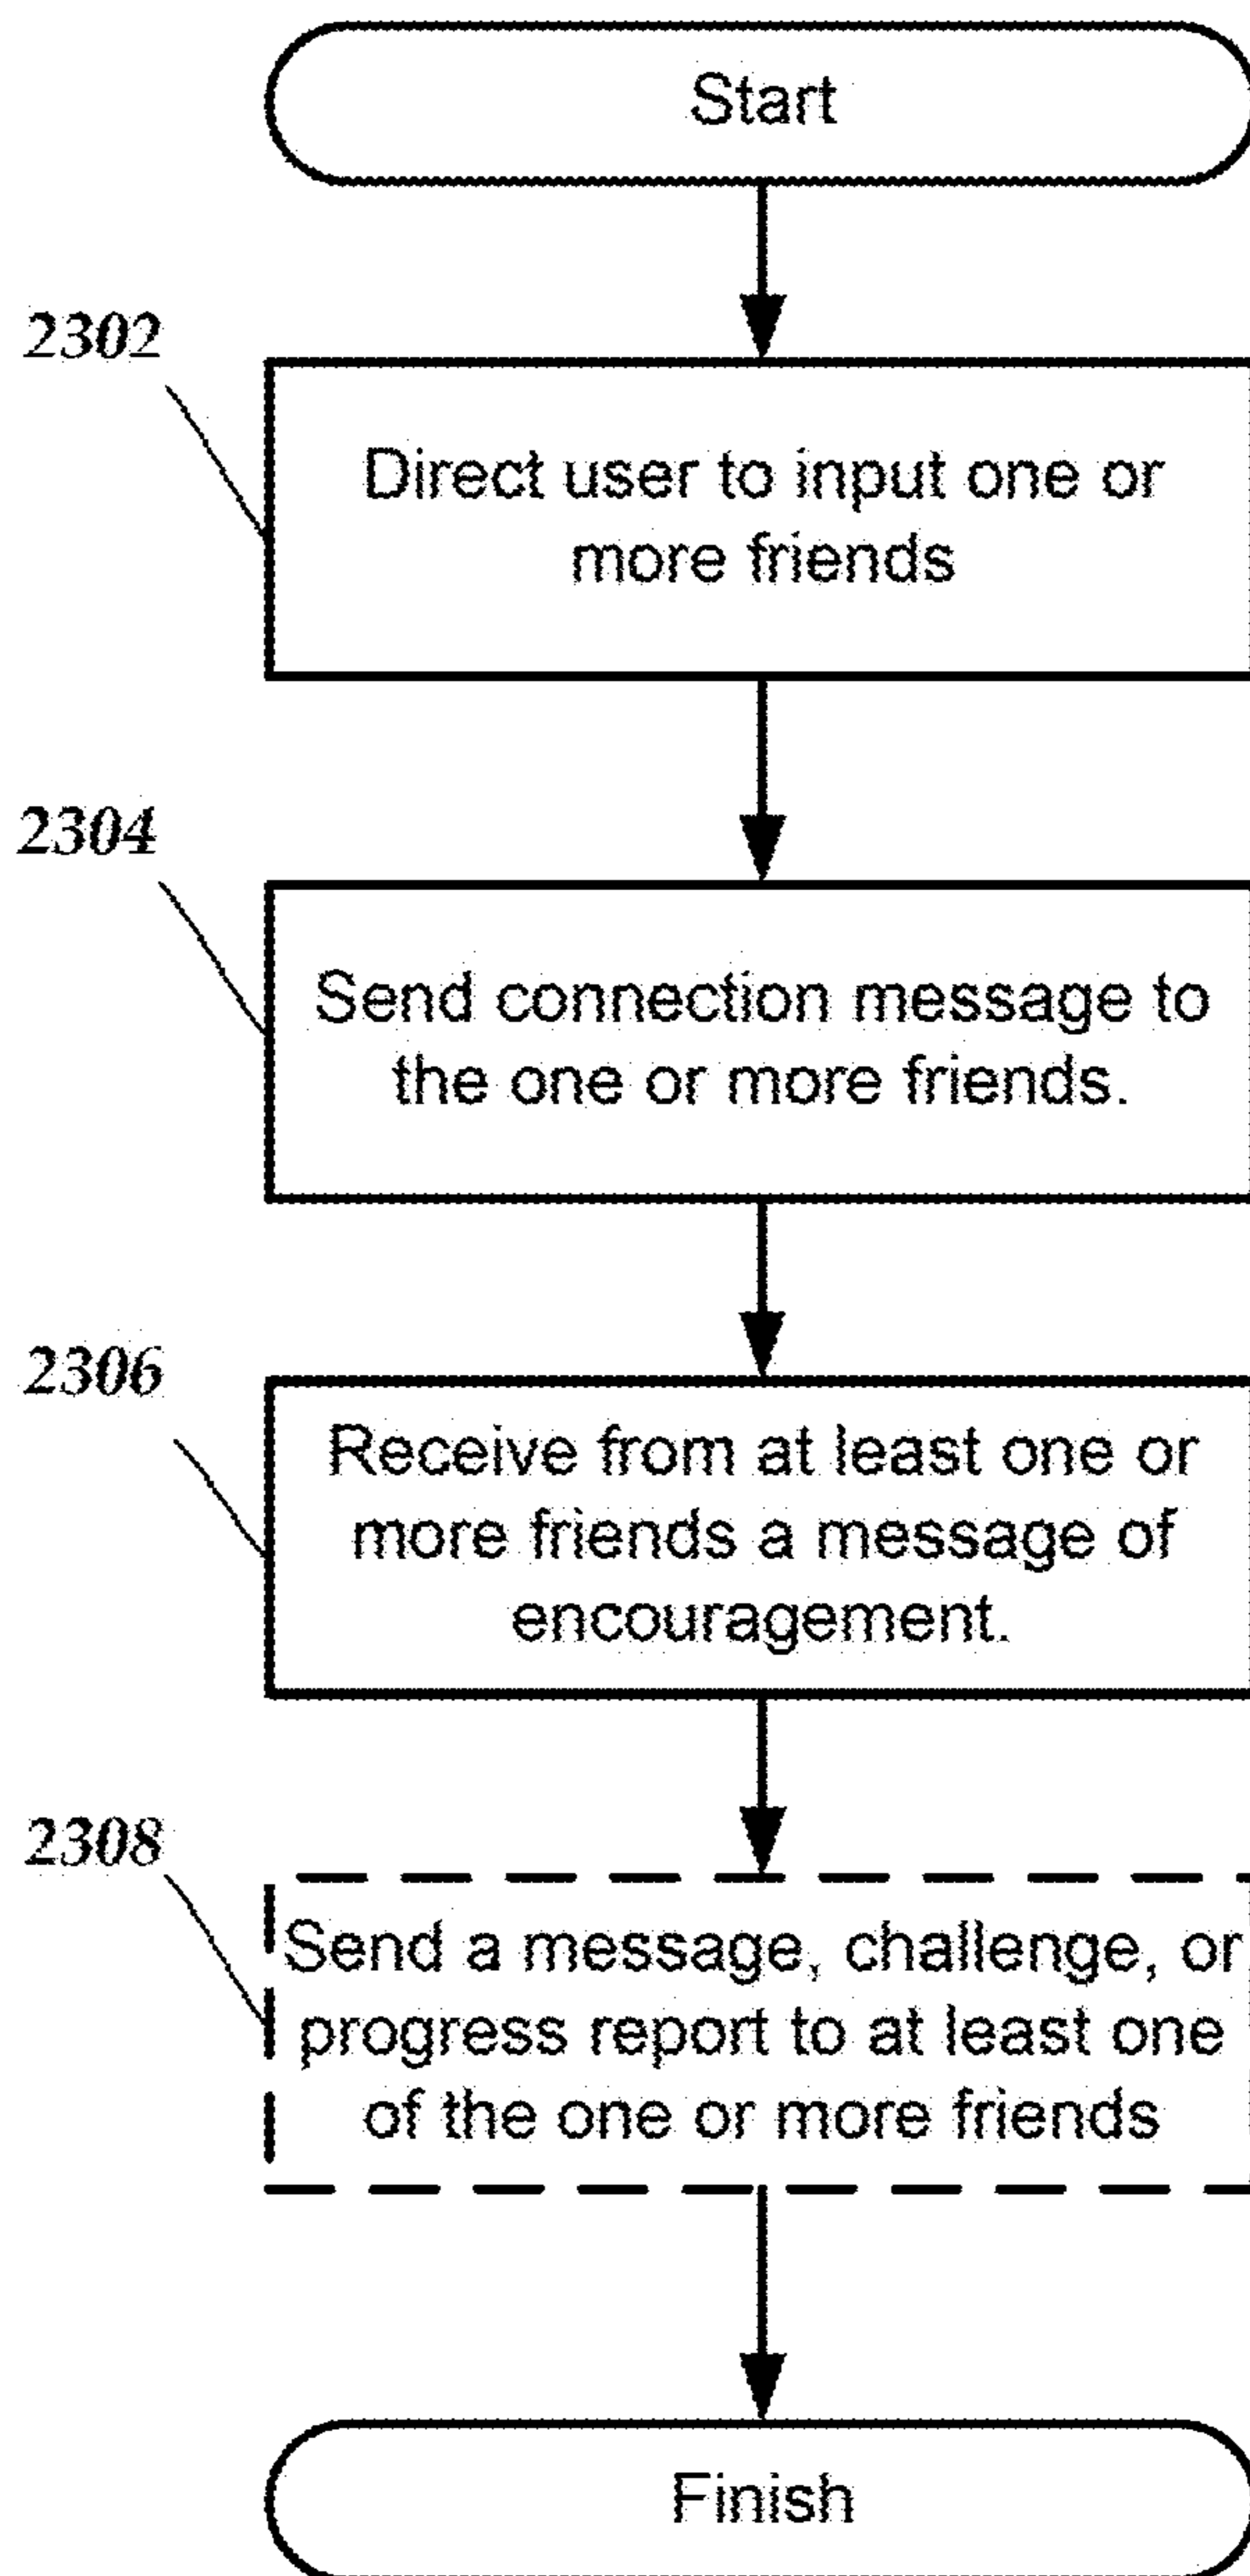 Start
2302
Direct user to input one or
more friends
2304
Send connection message to
the one or more friends.
2306
Receive from at least one or
more friends a message of
encouragement.
2308
Send a message, challenge, or
progress report to at least one
of the one or more friends
Finish